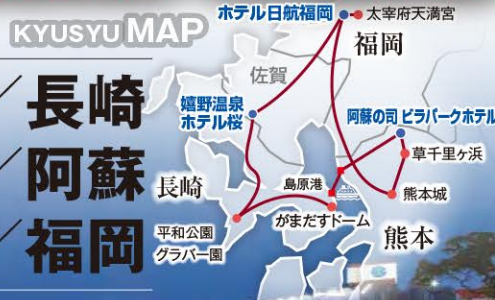 KYUSYU MAP
／長崎
／阿蘇
／福岡
ホテル日航福岡
太宰府天満宮
福岡
佐賀
嬉野温泉
ホテル桜
阿蘇の司 ビラパークホテル
草千里ヶ浜
熊本城
島原港
がまだすドーム
長崎
平和公園
グラバー園
熊本